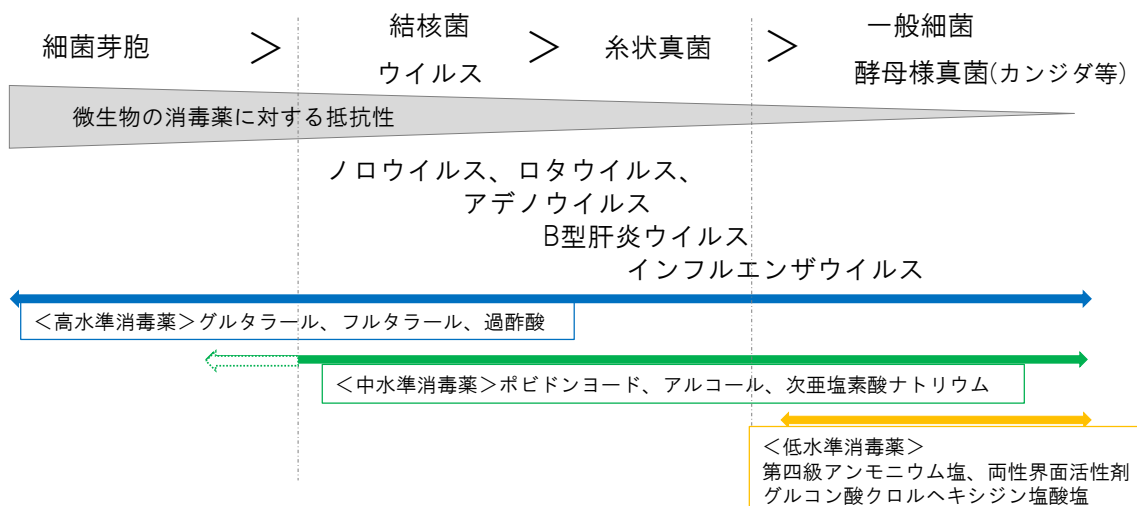 細菌芽胞 > 結核菌 ウイルス > 糸状真菌 > 一般細菌
酵母様真菌(カンジダ等)
微生物の消毒薬に対する抵抗性
ノロウイルス、ロタウイルス、
アデノウイルス
B型肝炎ウイルス
インフルエンザウイルス
<高水準消毒薬>グルタラール、フルタラール、過酢酸
<中水準消毒薬>ポビドンヨード、アルコール、次亜塩素酸ナトリウム
<低水準消毒薬>
第四級アンモニウム塩、両性界面活性剤
グルコン酸クロルヘキシジン塩酸塩